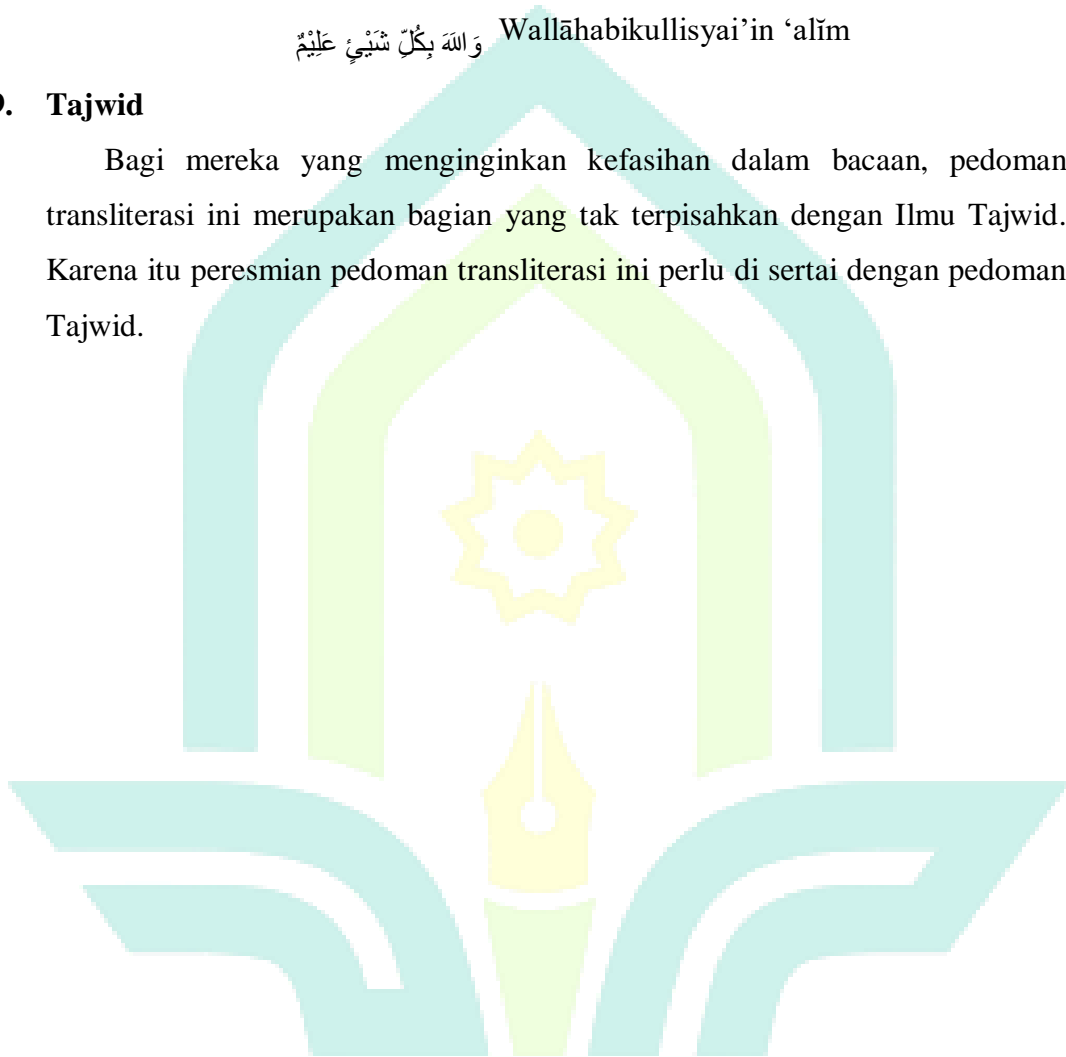 وَاللهَ بِكُلِّ شَيْئٍ عَلِيْمٌ Wallāhabikullisyai’in ‘alĭm
9. Tajwid
Bagi mereka yang menginginkan kefasihan dalam bacaan, pedoman
transliterasi ini merupakan bagian yang tak terpisahkan dengan Ilmu Tajwid.
Karena itu peresmian pedoman transliterasi ini perlu di sertai dengan pedoman
Tajwid.